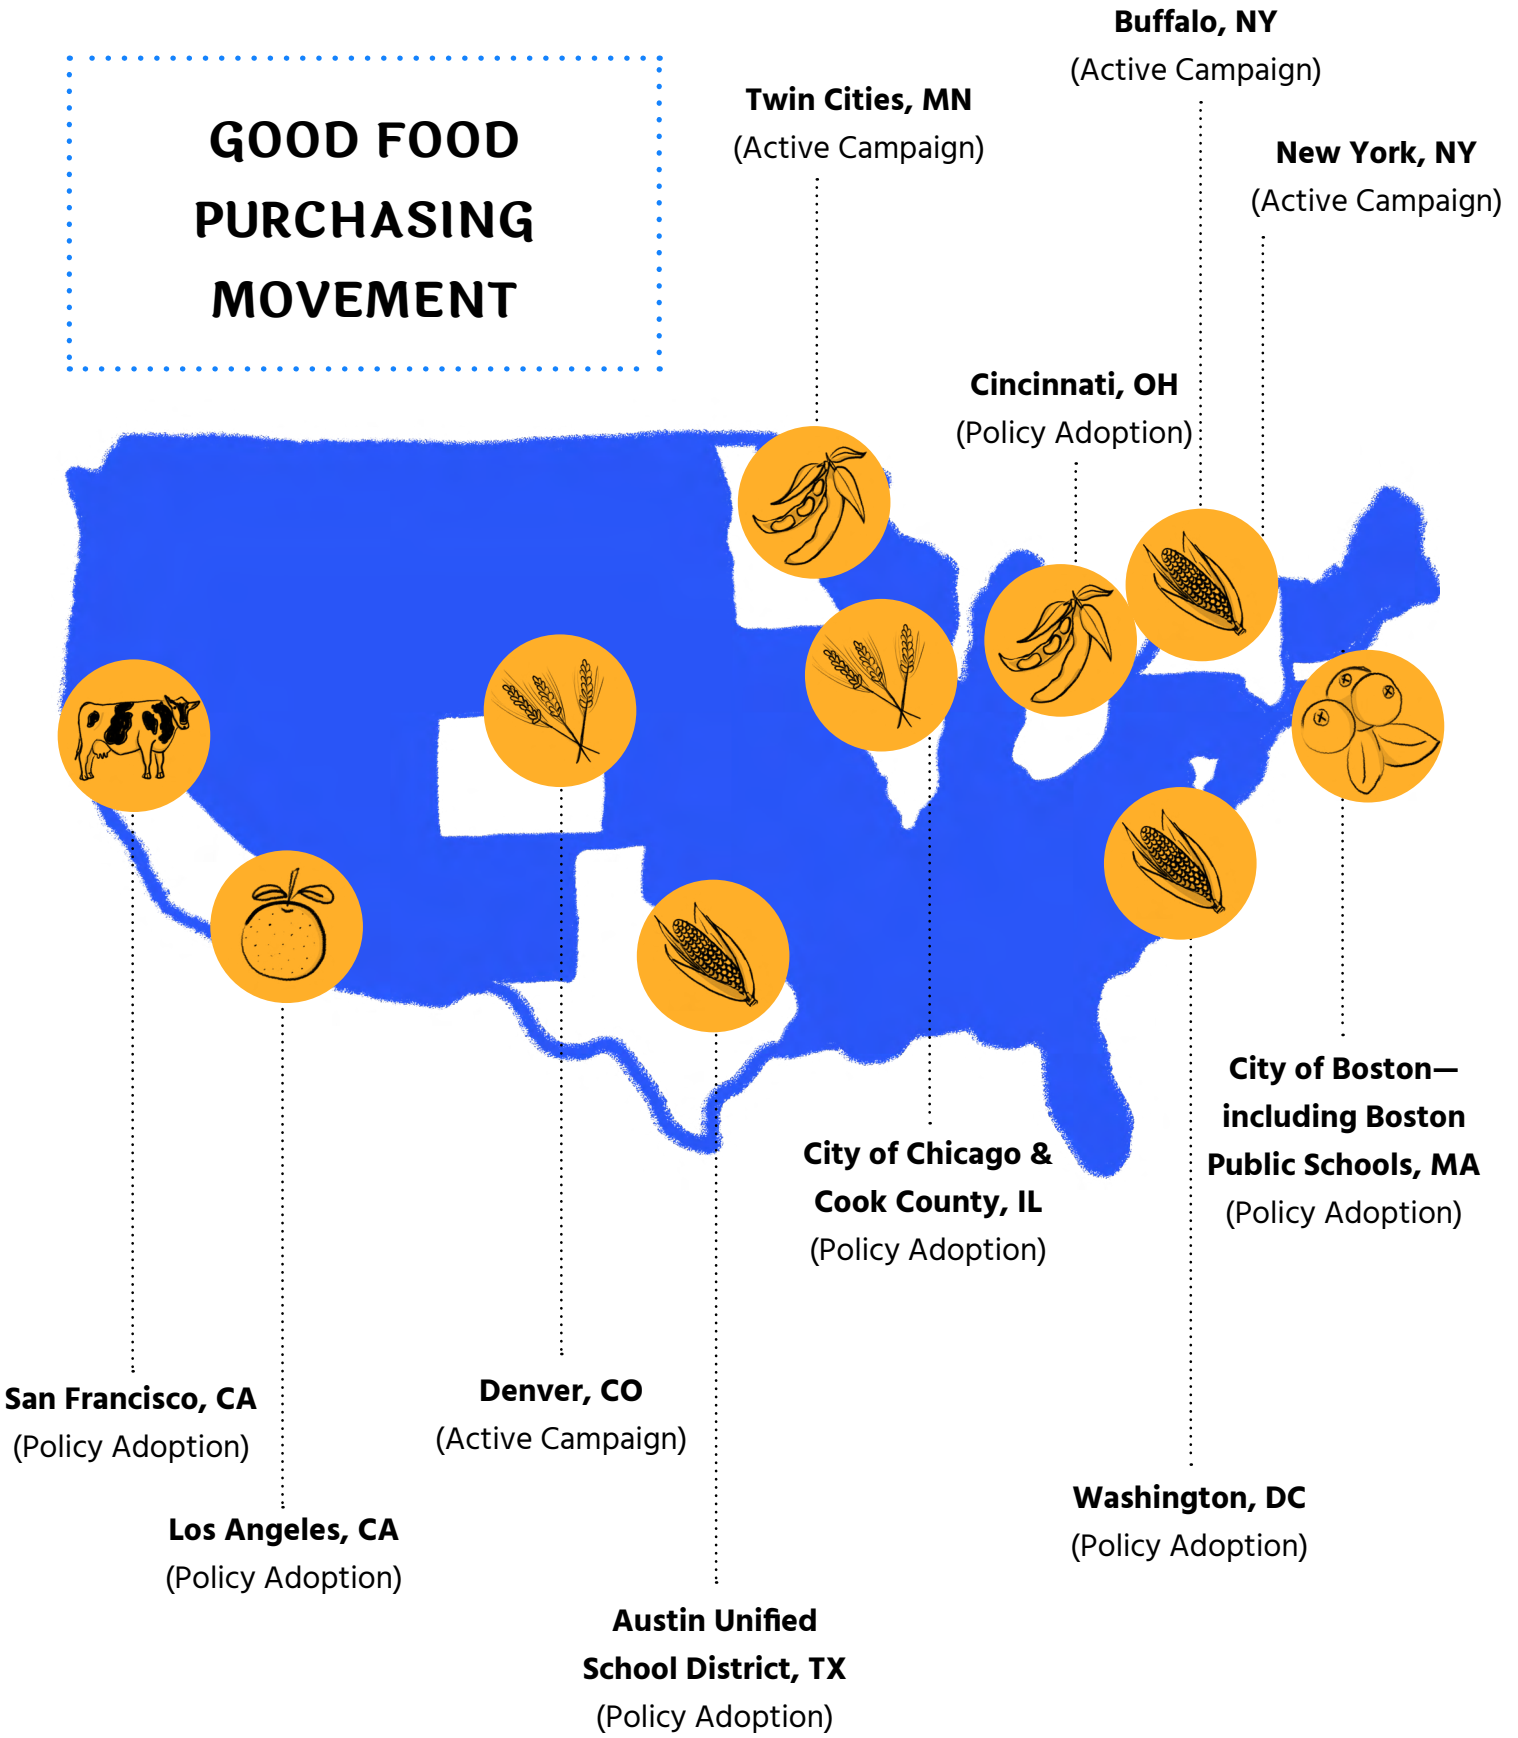 GOOD FOOD
PURCHASING
MOVEMENT
Buffalo, NY
(Active Campaign)
Twin Cities, MN
(Active Campaign)
New York, NY
(Active Campaign)
Cincinnati, OH
(Policy Adoption)
City of Boston—
including Boston
Public Schools, MA
(Policy Adoption)
City of Chicago &
Cook County, IL
(Policy Adoption)
San Francisco, CA
(Policy Adoption)
Denver, CO
(Active Campaign)
Los Angeles, CA
(Policy Adoption)
Washington, DC
(Policy Adoption)
Austin Unified
School District, TX
(Policy Adoption)